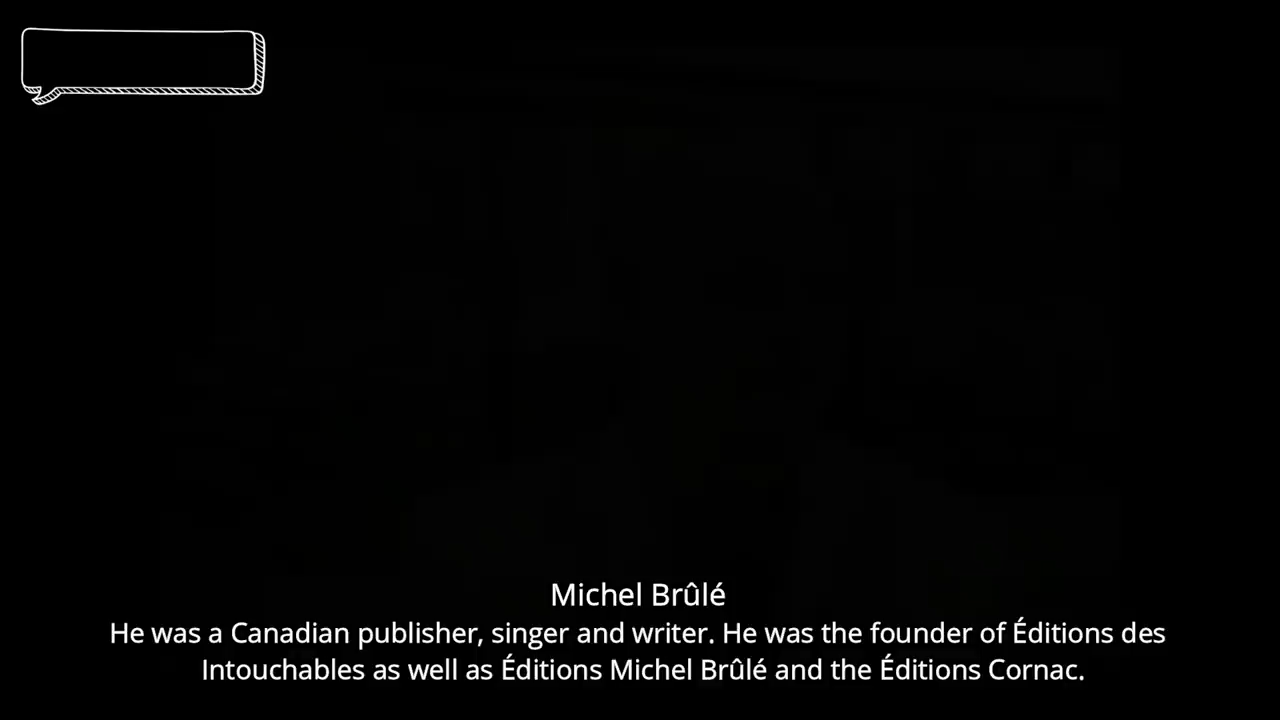 Michel Brûlé
He was a Canadian publisher, singer and writer. He was the founder of Éditions des
Intouchables as well as Éditions Michel Brûlé and the Éditions Cornac.